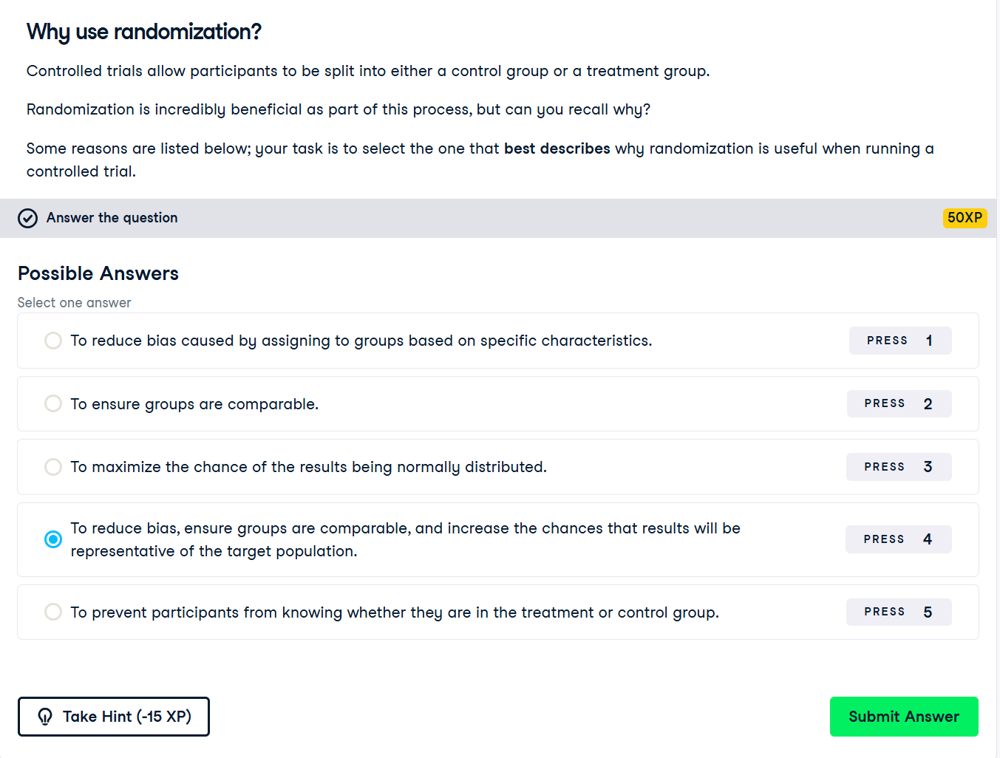 Why use randomization?
Controlled trials allow participants to be split into either a control group or a treatment group.
Randomization is incredibly beneficial as part of this process, but can you recall why?
Some reasons are listed below; your task is to select the one that best describes why randomization is useful when running a
controlled trial.
Answer the question
50XP
Possible Answers
Select one answer
To reduce bias caused by assigning to groups based on specific characteristics.
PRESS 1
To ensure groups are comparable.
PRESS 2
To maximize the chance of the results being normally distributed.
PRESS 3
To reduce bias, ensure groups are comparable, and increase the chances that results will be
representative of the target population.
PRESS 4
To prevent participants from knowing whether they are in the treatment or control group.
PRESS 5
Take Hint (-15 XP)
Submit Answer